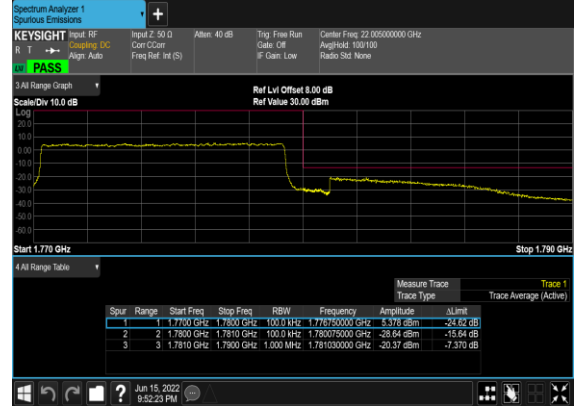 Spectrum Analyzer 1
Spurious Emissions
KEYSIGHT Input: RF Input Z: 50 Ω Atten: 40 dB Trig: Free Run Center Freq: 22.005000000 GHz
R T Coupling: DC Corr CCorr Gate: Off Avg|Hold: 100/100
Align: Auto Freq Ref: Int (S) IF Gain: Low Radio Std: None
LXI PASS
3 All Range Graph
Ref Lvl Offset 8.00 dB
Scale/Div 10.0 dB Ref Value 30.00 dBm
Log
20.0
10.0
0.00
-10.0
-20.0
-30.0
-40.0
-50.0
-60.0
Start 1.770 GHz Stop 1.790 GHz
4 All Range Table
Measure Trace Trace 1
Trace Type Trace Average (Active)
Spur Range Start Freq Stop Freq RBW Frequency Amplitude ΔLimit
1 1 1.7700 GHz 1.7800 GHz 100.0 kHz 1.776750000 GHz 5.378 dBm -24.62 dB
2 2 1.7800 GHz 1.7810 GHz 100.0 kHz 1.780075000 GHz -28.64 dBm -15.64 dB
3 3 1.7810 GHz 1.7900 GHz 1.000 MHz 1.781030000 GHz -20.37 dBm -7.370 dB
? Jun 15, 2022
9:52:23 PM